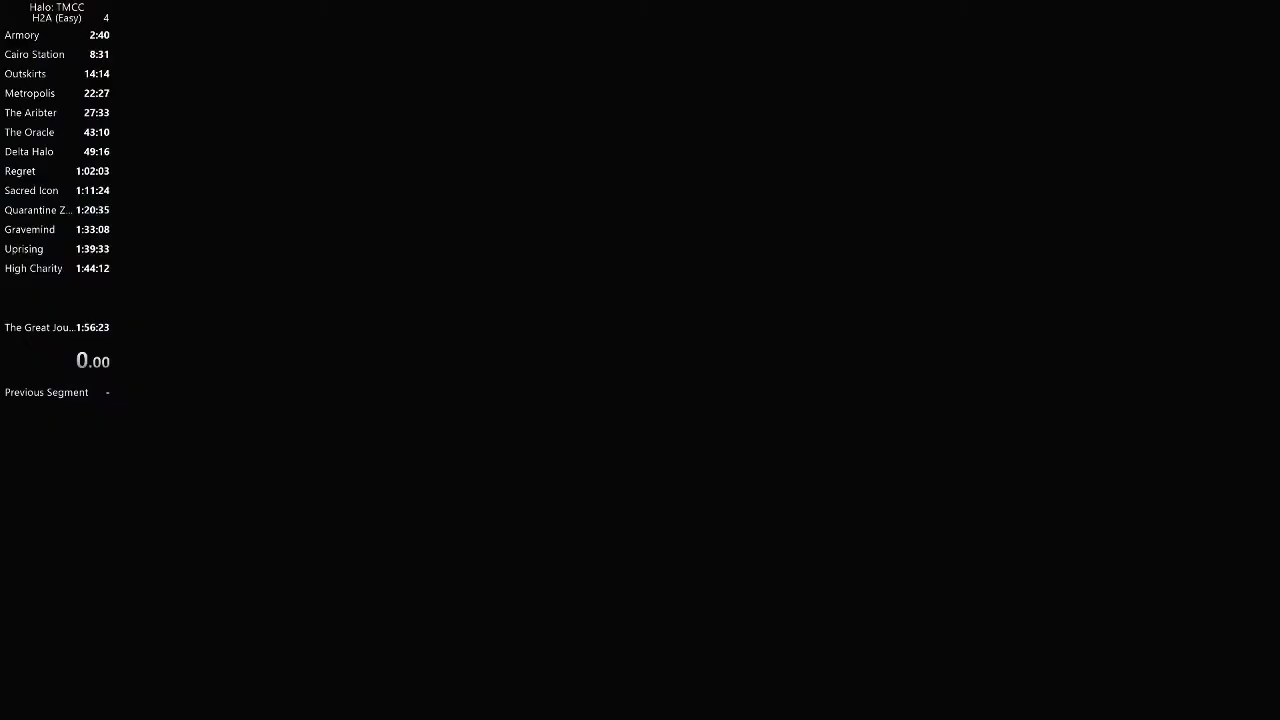 Halo: TMCC
H2A (Easy) 4
Armory 2:40
Cairo Station 8:31
Outskirts 14:14
Metropolis 22:27
The Aribter 27:33
The Oracle 43:10
Delta Halo 49:16
Regret 1:02:03
Sacred Icon 1:11:24
Quarantine Z... 1:20:35
Gravemind 1:33:08
Uprising 1:39:33
High Charity 1:44:12
The Great Jou... 1:56:23
0.00
Previous Segment -